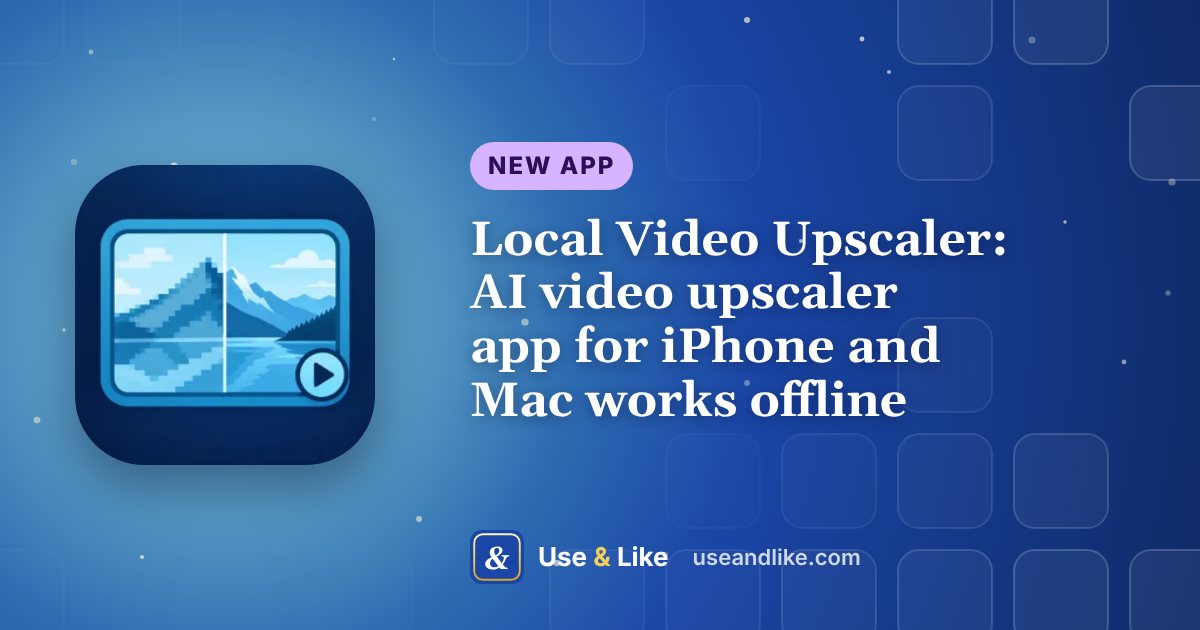 NEW APP
Local Video Upscaler:
AI video upscaler
app for iPhone and
Mac works offline
& Use & Like useandlike.com